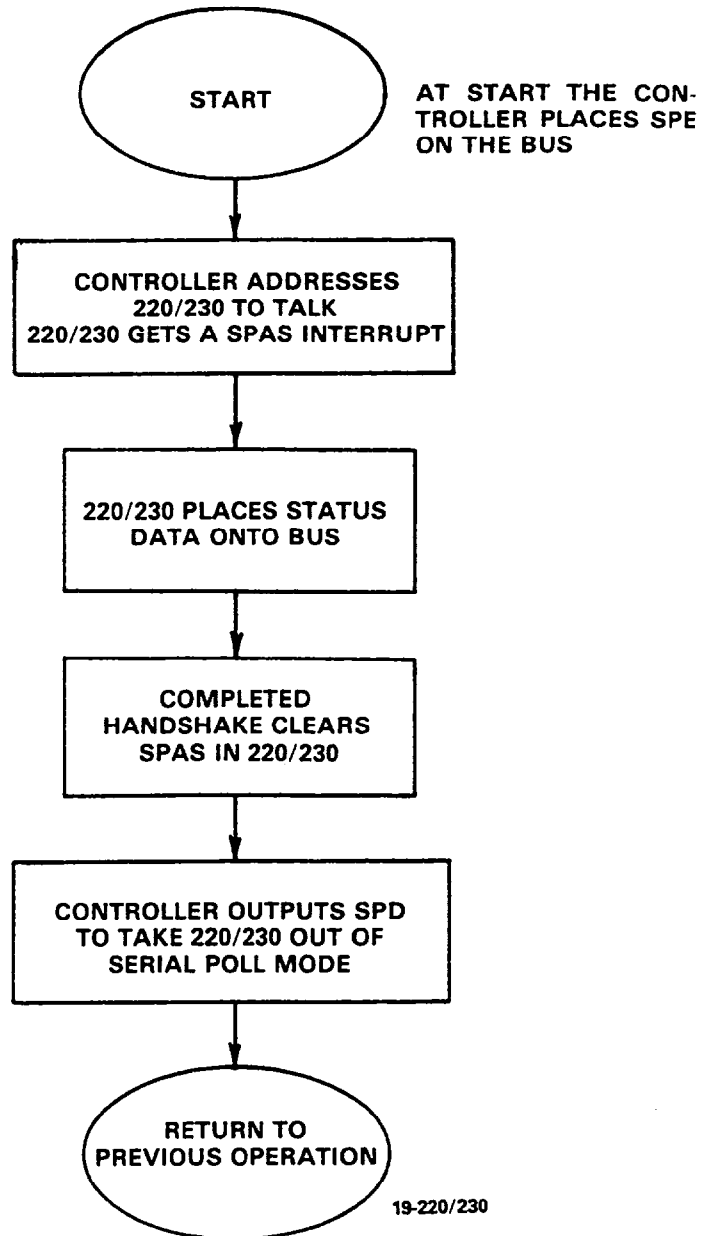 START
AT START THE CON-
TROLLER PLACES SPE
ON THE BUS
CONTROLLER ADDRESSES
220/230 TO TALK
220/230 GETS A SPAS INTERRUPT
220/230 PLACES STATUS
DATA ONTO BUS
COMPLETED
HANDSHAKE CLEARS
SPAS IN 220/230
CONTROLLER OUTPUTS SPD
TO TAKE 220/230 OUT OF
SERIAL POLL MODE
RETURN TO
PREVIOUS OPERATION
19-220/230